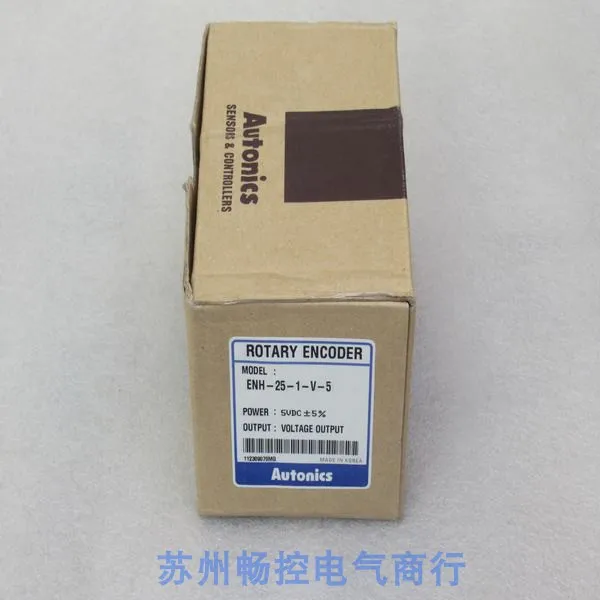 Autonics
SENSORS & CONTROLLERS
ROTARY ENCODER
MODEL :
ENH-25-1-V-5
POWER : 5VDC ±5%
OUTPUT : VOLTAGE OUTPUT
112309070MG MADE IN KOREA
Autonics
苏州畅控电气商行